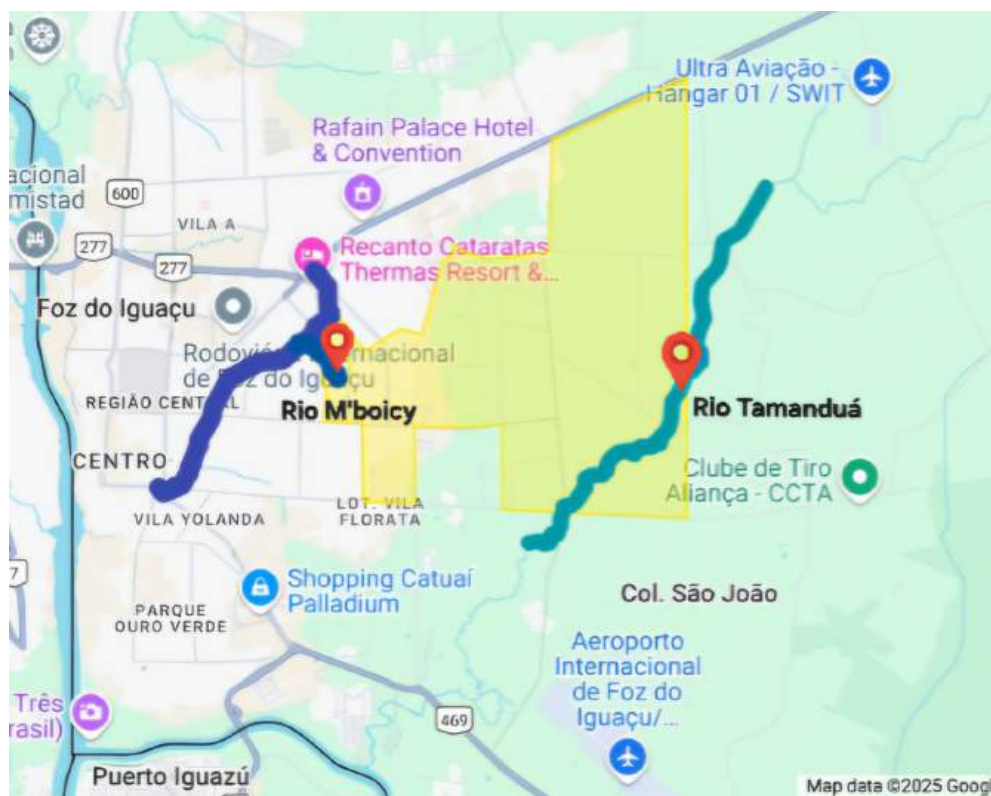 Ultra Aviação -
Hangar 01 / SWIT
Rafain Palace Hotel
& Convention
acional
mistad
600
VILA A
277
277
Recanto Cataratas
Thermas Resort &...
Foz do Iguaçu
Rodoviária Internacional
de Foz do Iguaçu
REGIÃO CENTRAL
Rio M'boicy
Rio Tamanduá
CENTRO
Clube de Tiro
Aliança - CCTA
VILA YOLANDA
LOT. VILA
FLORATA
7
Shopping Catuaí
Palladium
Col. São João
PARQUE
OURO VERDE
Aeroporto
Internacional
de Foz do
Iguaçu/...
Três
rasil)
469
Puerto Iguazú
Map data ©2025 Googl